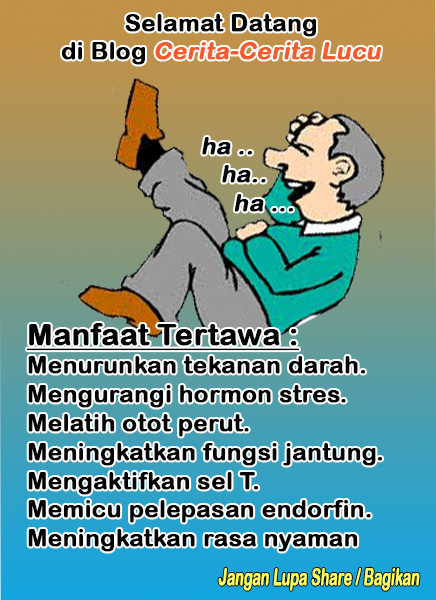 Selamat Datang
di Blog Cerita-Cerita Lucu
ha ..
ha..
ha ...
Manfaat Tertawa :
Menurunkan tekanan darah.
Mengurangi hormon stres.
Melatih otot perut.
Meningkatkan fungsi jantung.
Mengaktifkan sel T.
Memicu pelepasan endorfin.
Meningkatkan rasa nyaman
Jangan Lupa Share / Bagikan